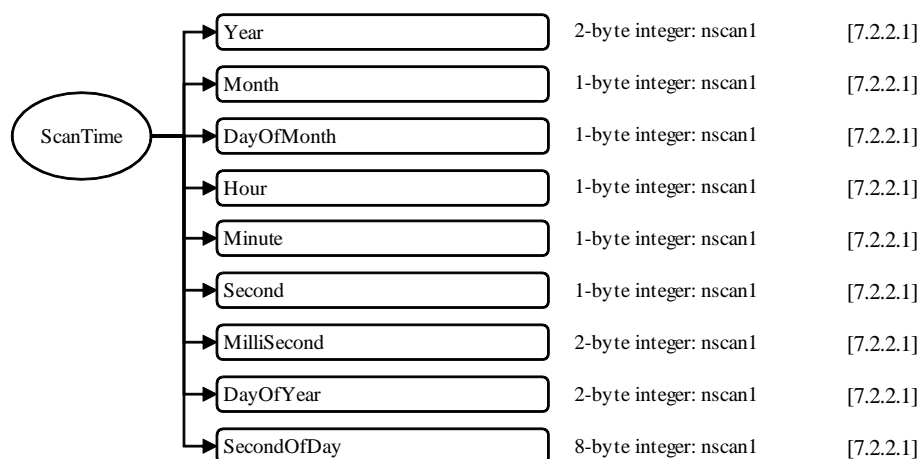 Year 2-byte integer: nscan1 [7.2.2.1]
Month 1-byte integer: nscan1 [7.2.2.1]
ScanTime DayOfMonth 1-byte integer: nscan1 [7.2.2.1]
Hour 1-byte integer: nscan1 [7.2.2.1]
Minute 1-byte integer: nscan1 [7.2.2.1]
Second 1-byte integer: nscan1 [7.2.2.1]
MilliSecond 2-byte integer: nscan1 [7.2.2.1]
DayOfYear 2-byte integer: nscan1 [7.2.2.1]
SecondOfDay 8-byte integer: nscan1 [7.2.2.1]